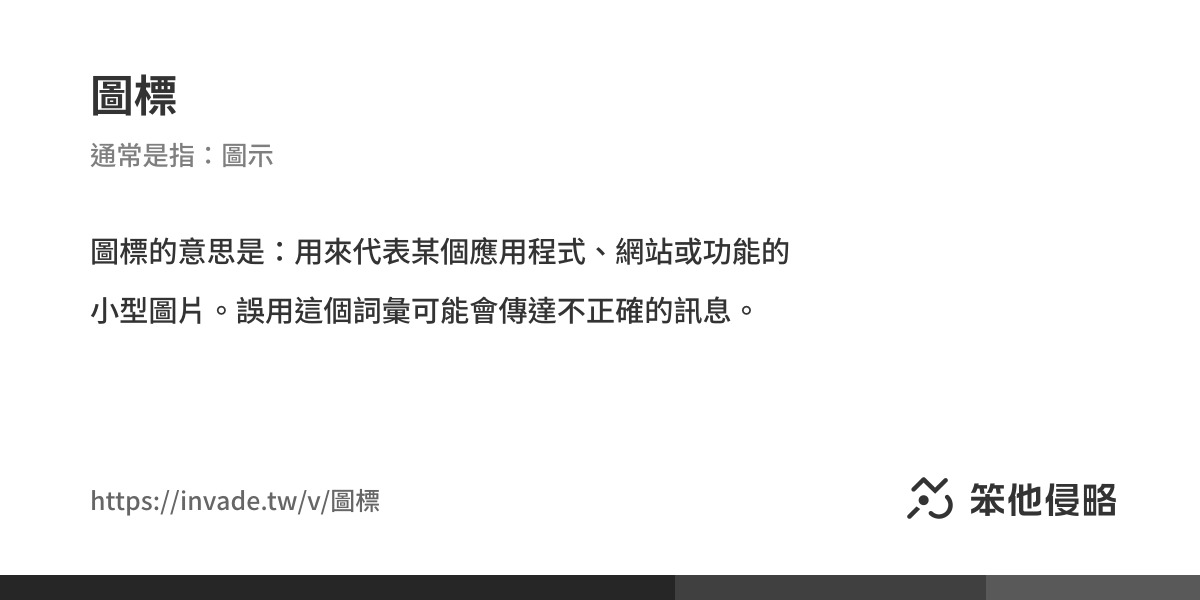 圖標
通常是指：圖示
圖標的意思是：用來代表某個應用程式、網站或功能的
小型圖片。誤用這個詞彙可能會傳達不正確的訊息。
https://invade.tw/v/圖標
笨他侵略